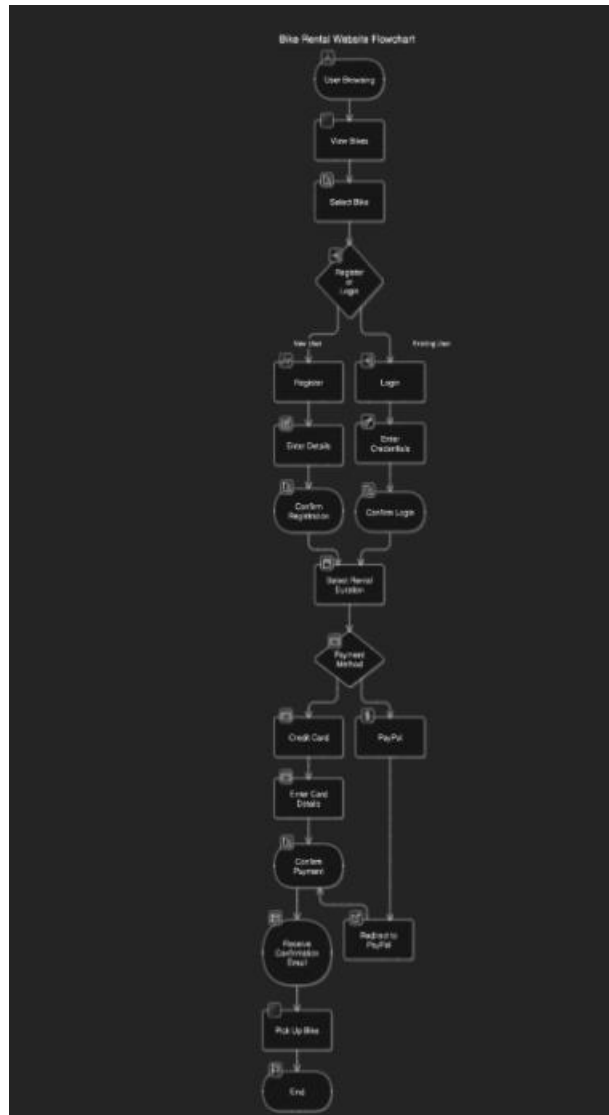 Bike Rental Website Flowchart
User Browsing
View Bikes
Select Bike
Register
or
Login
New User
Existing User
Register
Login
Enter Details
Enter
Credentials
Confirm
Registration
Confirm Login
Select Rental
Duration
Payment
Method
Credit Card
PayPal
Enter Card
Details
Confirm
Payment
Redirect to
PayPal
Receive
Confirmation
Email
Pick Up Bike
End